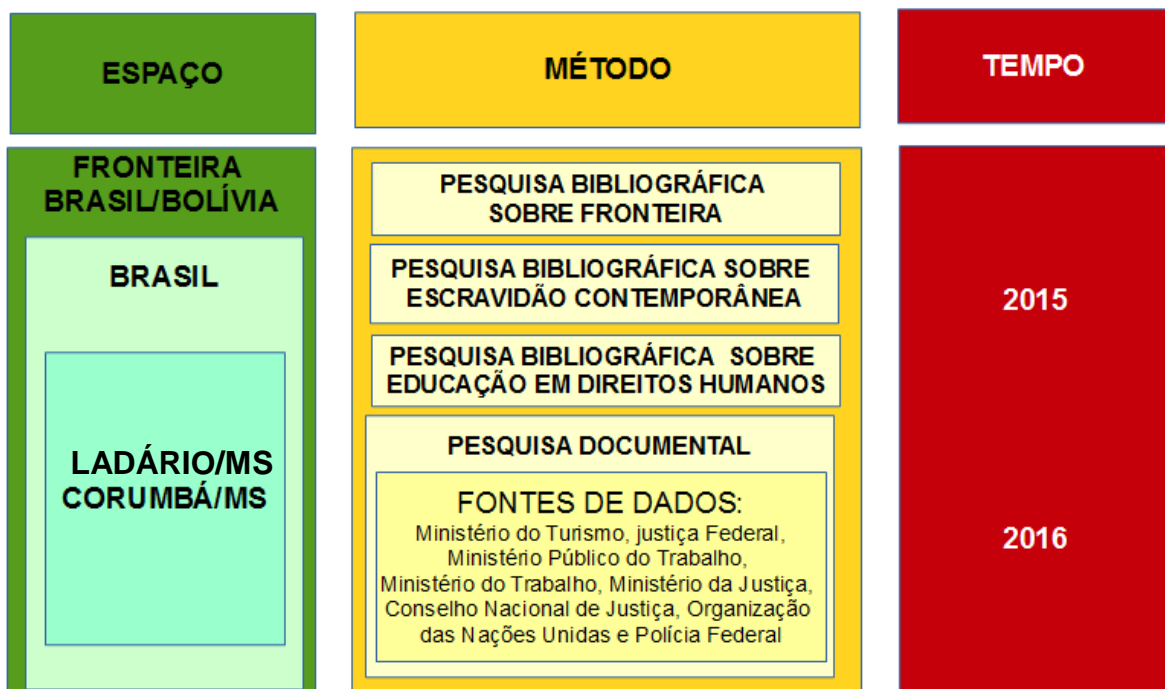 ESPAÇO
FRONTEIRA
BRASIL/BOLÍVIA
BRASIL
LADÁRIO/MS
CORUMBÁ/MS
MÉTODO
PESQUISA BIBLIOGRÁFICA
SOBRE FRONTEIRA
PESQUISA BIBLIOGRÁFICA SOBRE
ESCRAVIDÃO CONTEMPORÂNEA
PESQUISA BIBLIOGRÁFICA SOBRE
EDUCAÇÃO EM DIREITOS HUMANOS
PESQUISA DOCUMENTAL
FONTES DE DADOS:
Ministério do Turismo, justiça Federal,
Ministério Público do Trabalho,
Ministério do Trabalho, Ministério da Justiça,
Conselho Nacional de Justiça, Organização
das Nações Unidas e Polícia Federal
TEMPO
2015
2016